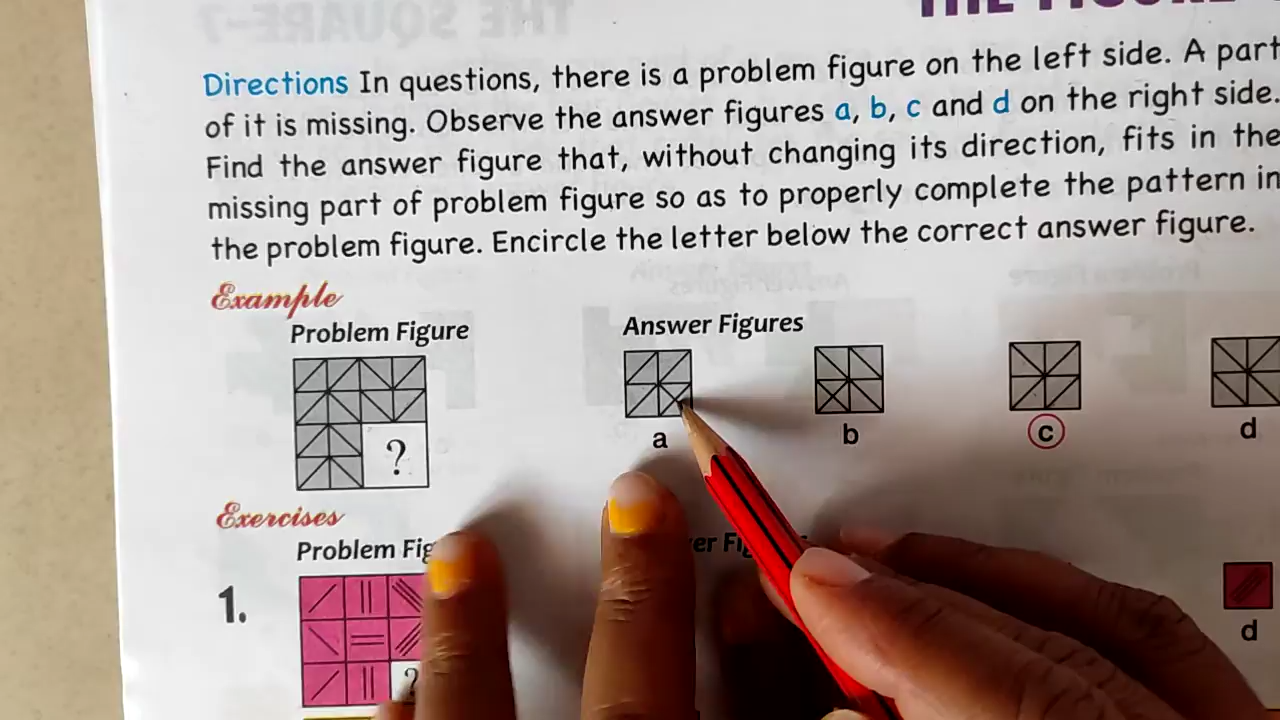 Directions In questions, there is a problem figure on the left side. A part
of it is missing. Observe the answer figures a, b, c and d on the right side.
Find the answer figure that, without changing its direction, fits in the
missing part of problem figure so as to properly complete the pattern in
the problem figure. Encircle the letter below the correct answer figure.
Example
Problem Figure Answer Figures
?
a b c d
Exercises
Problem Fig
1.
?
d